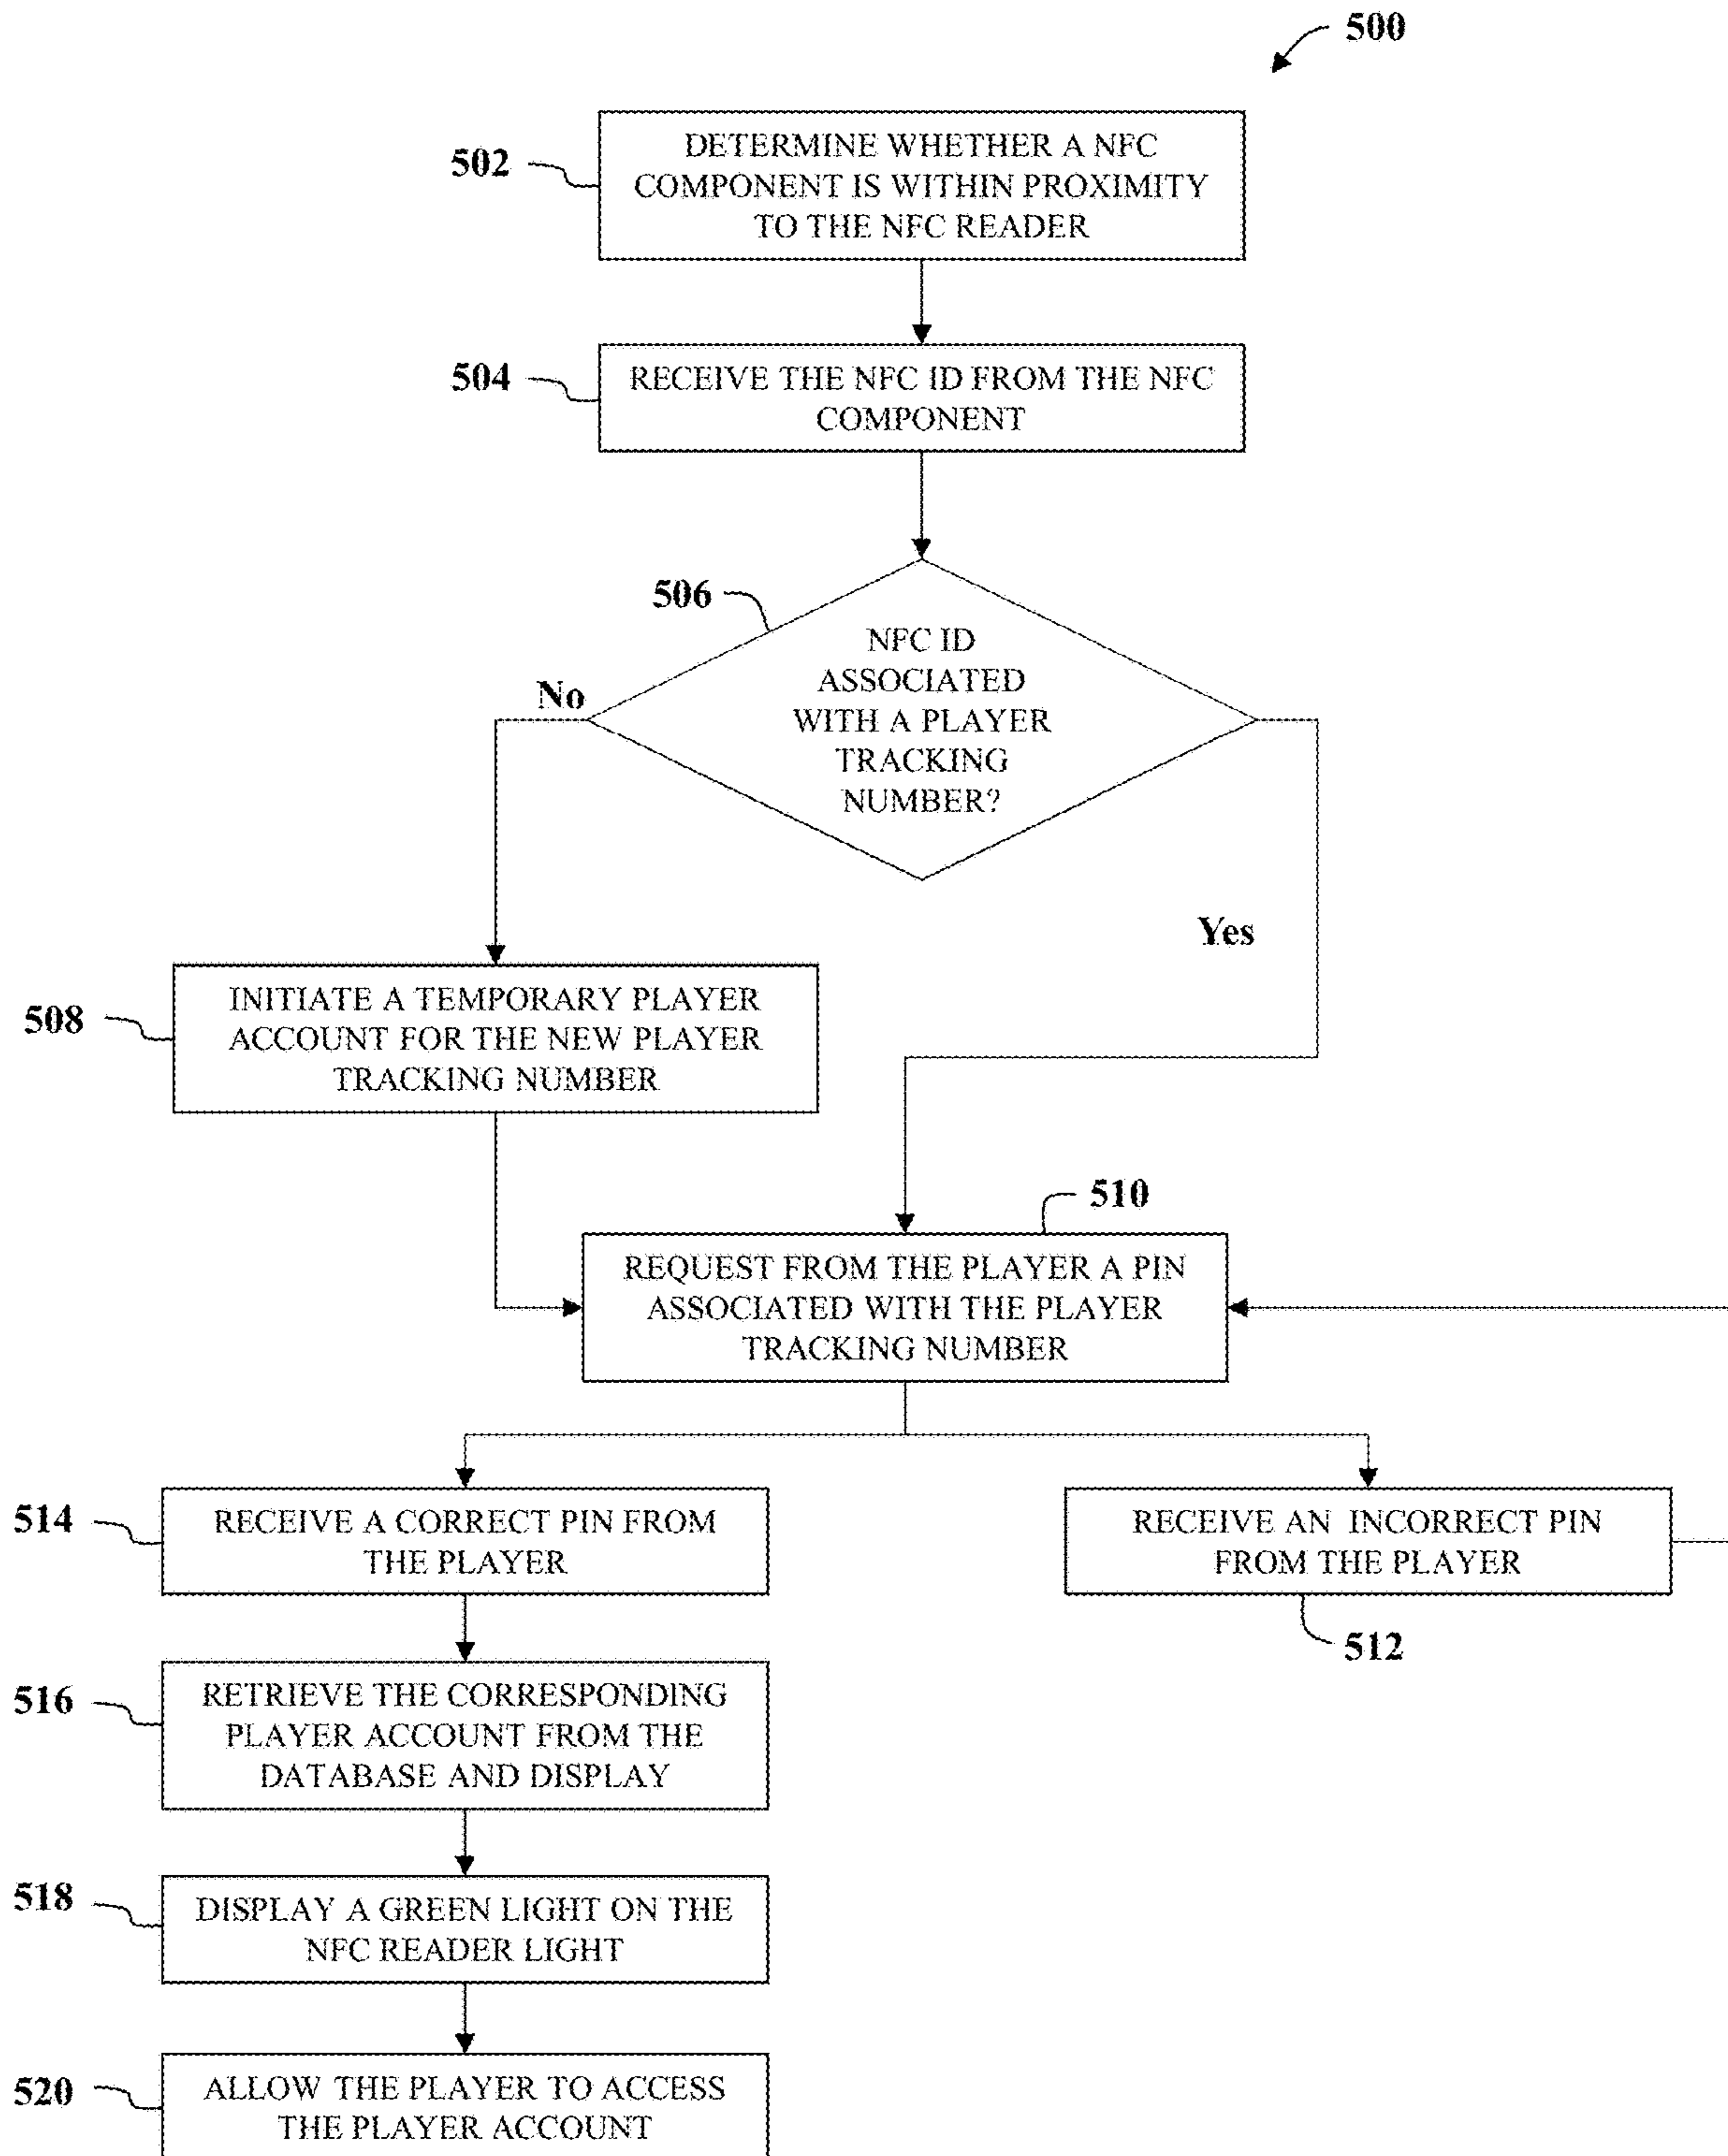 500
502
DETERMINE WHETHER A NFC
COMPONENT IS WITHIN PROXIMITY
TO THE NFC READER
504
RECEIVE THE NFC ID FROM THE NFC
COMPONENT
506
NFC ID
ASSOCIATED
WITH A PLAYER
TRACKING
NUMBER?
No
Yes
508
INITIATE A TEMPORARY PLAYER
ACCOUNT FOR THE NEW PLAYER
TRACKING NUMBER
510
REQUEST FROM THE PLAYER A PIN
ASSOCIATED WITH THE PLAYER
TRACKING NUMBER
514
RECEIVE A CORRECT PIN FROM
THE PLAYER
RECEIVE AN INCORRECT PIN
FROM THE PLAYER
512
516
RETRIEVE THE CORRESPONDING
PLAYER ACCOUNT FROM THE
DATABASE AND DISPLAY
518
DISPLAY A GREEN LIGHT ON THE
NFC READER LIGHT
520
ALLOW THE PLAYER TO ACCESS
THE PLAYER ACCOUNT